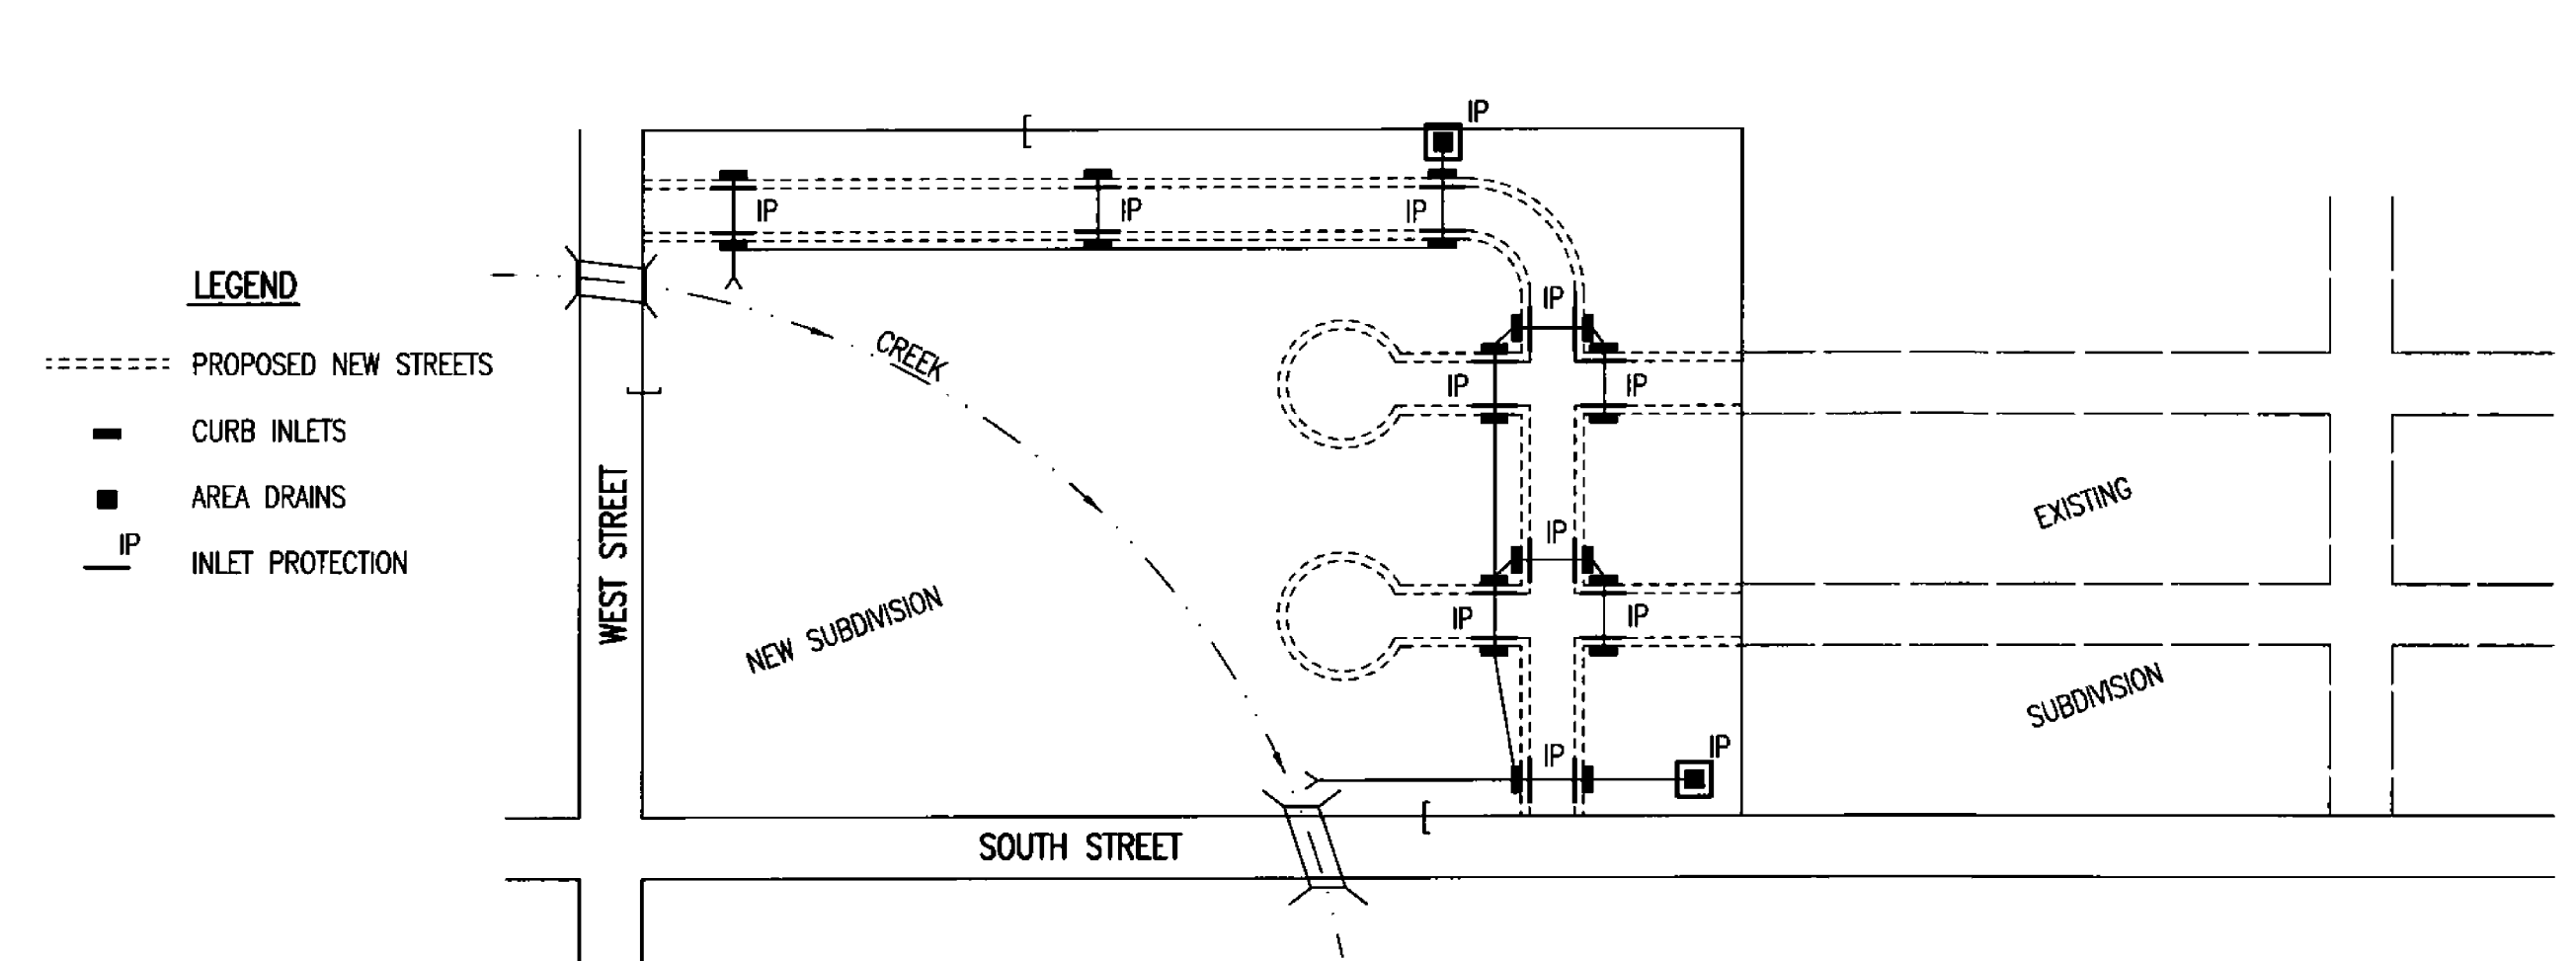 IP
IP
IP
IP
LEGEND
IP
PROPOSED NEW STREETS
CREEK
IP
IP
CURB INLETS
AREA DRAINS
WEST STREET
EXISTING
IP
IP
INLET PROTECTION
NEW SUBDIVISION
IP
IP
SUBDIVISION
IP
IP
SOUTH STREET